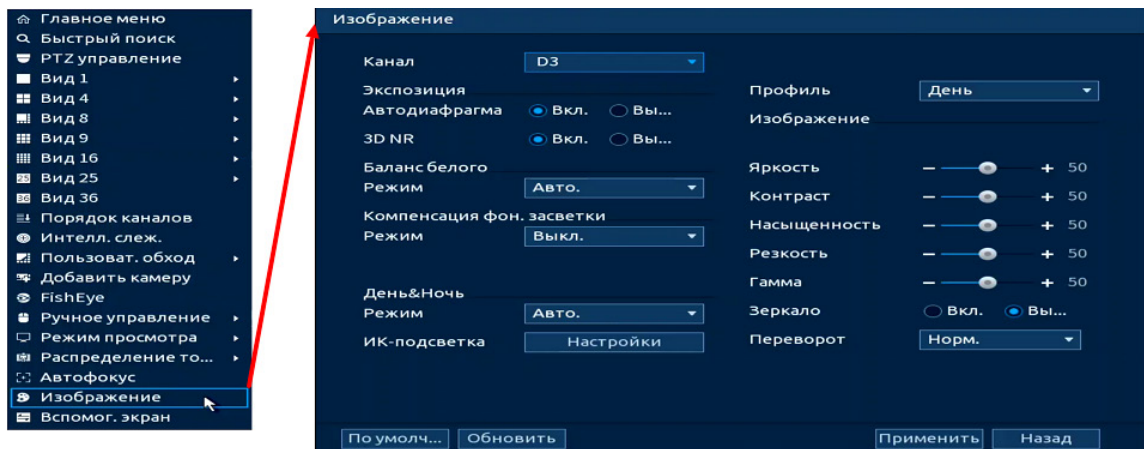 Главное меню
Быстрый поиск
PTZ управление
Вид 1
Вид 4
Вид 8
Вид 9
Вид 16
25 Вид 25
36 Вид 36
Порядок каналов
Интелл. слеж.
Пользоват. обход
Добавить камеру
FishEye
Ручное управление
Режим просмотра
Распределение то...
Автофокус
Изображение
Вспомог. экран
Изображение
Канал D3
Экспозиция
Автодиафрагма Вкл. Вы...
3D NR Вкл. Вы...
Баланс белого
Режим Авто.
Компенсация фон. засветки
Режим Выкл.
День&Ночь
Режим Авто.
ИК-подсветка Настройки
Профиль День
Изображение
Яркость 50
Контраст 50
Насыщенность 50
Резкость 50
Гамма 50
Зеркало Вкл. Вы...
Переворот Норм.
По умолч... Обновить Применить Назад